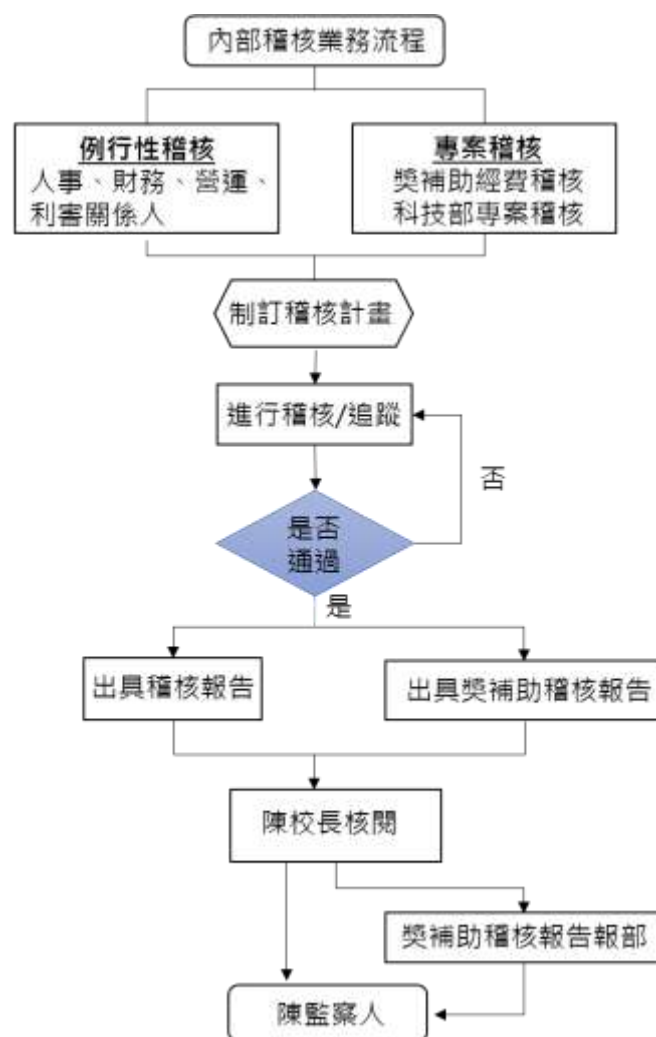 內部稽核業務流程
例行性稽核
人事、財務、營運、
利害關係人
專案稽核
獎補助經費稽核
科技部專案稽核
制訂稽核計畫
進行稽核/追蹤
否
是否
通過
是
出具稽核報告
出具獎補助稽核報告
陳校長核閱
獎補助稽核報告報部
陳監察人